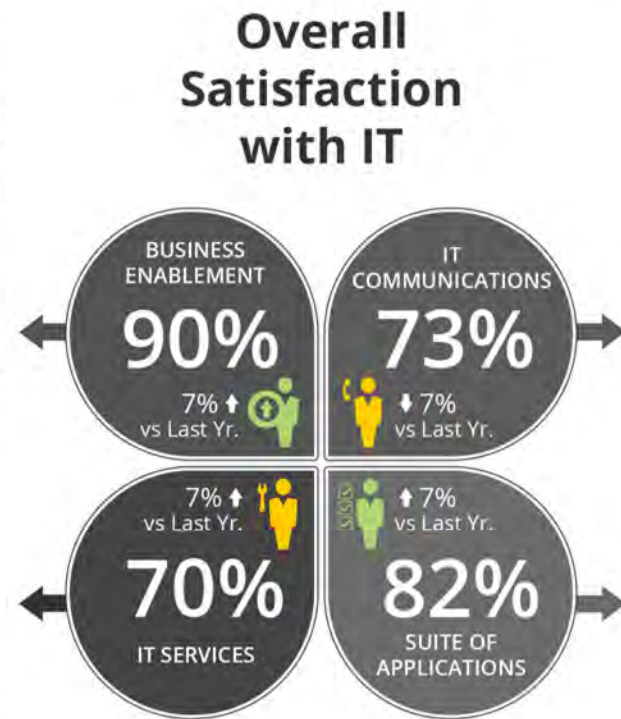 Overall
Satisfaction
with IT
BUSINESS
ENABLEMENT
90%
7%
vs Last Yr.
IT
COMMUNICATIONS
73%
7%
vs Last Yr.
7%
vs Last Yr.
70%
IT SERVICES
7%
vs Last Yr.
82%
SUITE OF
APPLICATIONS